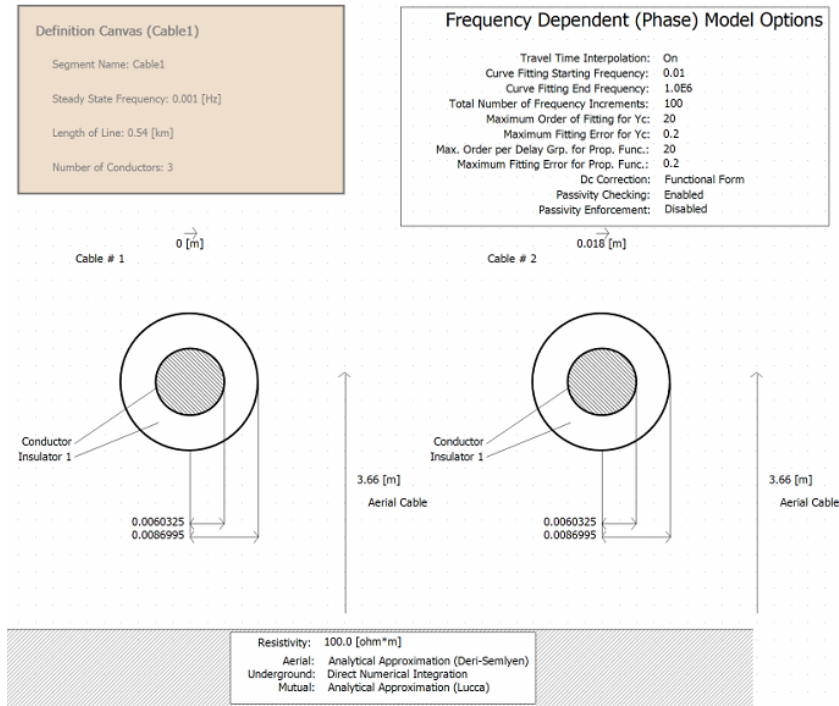 Definition Canvas (Cable1)
Segment Name: Cable1
Steady State Frequency: 0.001 [Hz]
Length of Line: 0.54 [km]
Number of Conductors: 3
Frequency Dependent (Phase) Model Options
Travel Time Interpolation: On
Curve Fitting Starting Frequency: 0.01
Curve Fitting End Frequency: 1.0E6
Total Number of Frequency Increments: 100
Maximum Order of Fitting for Yc: 20
Maximum Fitting Error for Yc: 0.2
Max. Order per Delay Grp. for Prop. Func.: 20
Maximum Fitting Error for Prop. Func.: 0.2
Dc Correction: Functional Form
Passivity Checking: Enabled
Passivity Enforcement: Disabled
0 [m]
Cable # 1
Conductor
Insulator 1
0.0060325
0.0086995
3.66 [m]
Aerial Cable
0.018 [m]
Cable # 2
Conductor
Insulator 1
0.0060325
0.0086995
3.66 [m]
Aerial Cable
Resistivity: 100.0 [ohm*m]
Aerial: Analytical Approximation (Deri-Semlyen)
Underground: Direct Numerical Integration
Mutual: Analytical Approximation (Lucca)